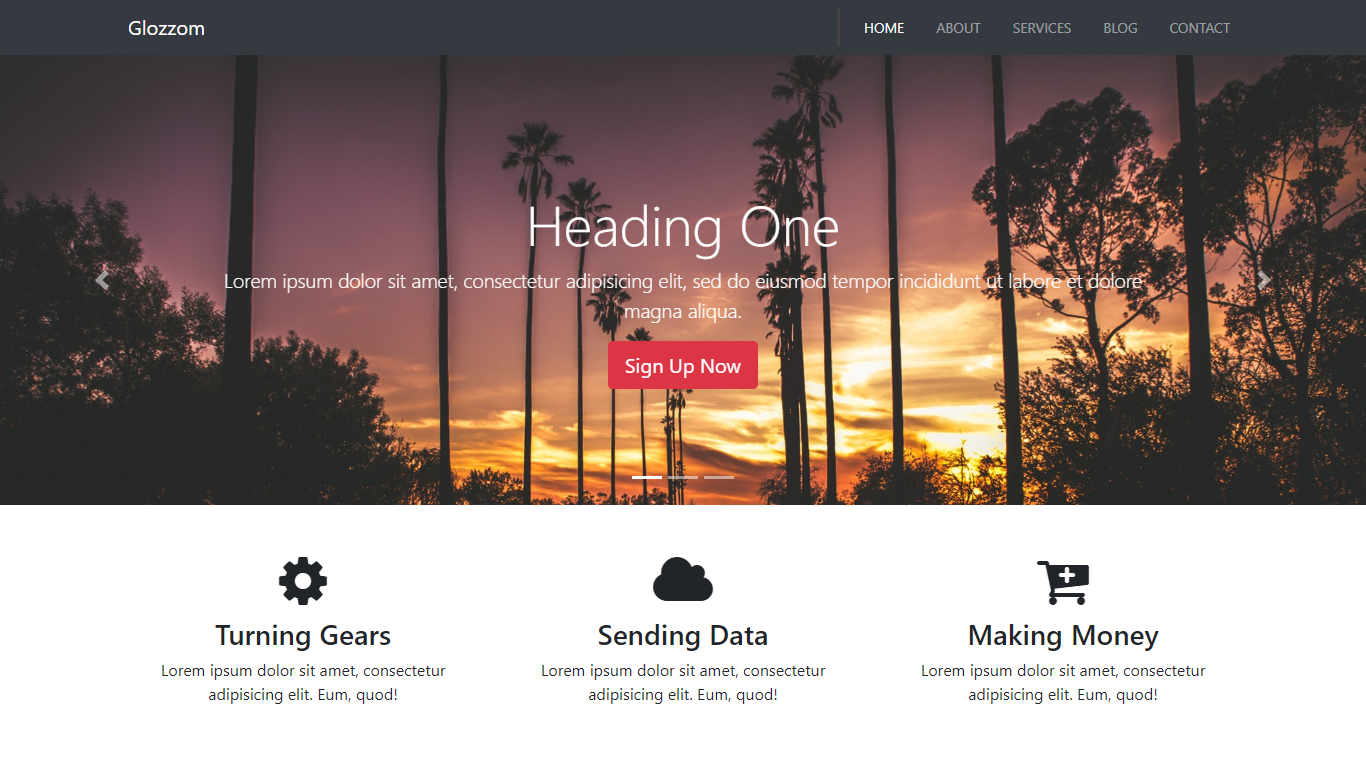 Glozzom
HOME ABOUT SERVICES BLOG CONTACT
Heading One
Lorem ipsum dolor sit amet, consectetur adipisicing elit, sed do eiusmod tempor incididunt ut labore et dolore
magna aliqua.
Sign Up Now
Turning Gears
Lorem ipsum dolor sit amet, consectetur
adipisicing elit. Eum, quod!
Sending Data
Lorem ipsum dolor sit amet, consectetur
adipisicing elit. Eum, quod!
Making Money
Lorem ipsum dolor sit amet, consectetur
adipisicing elit. Eum, quod!